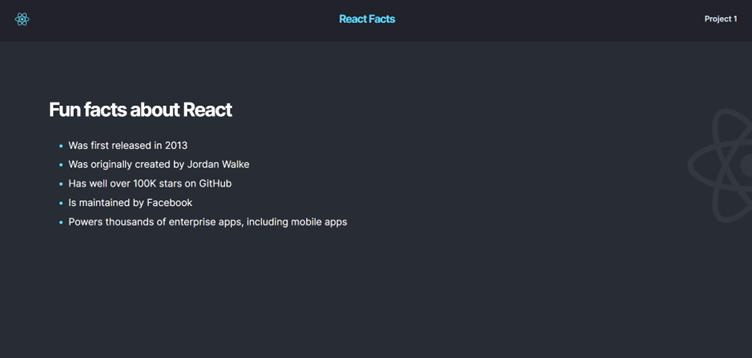 React Facts
Project 1
Fun facts about React
Was first released in 2013
Was originally created by Jordan Walke
Has well over 100K stars on GitHub
Is maintained by Facebook
Powers thousands of enterprise apps, including mobile apps